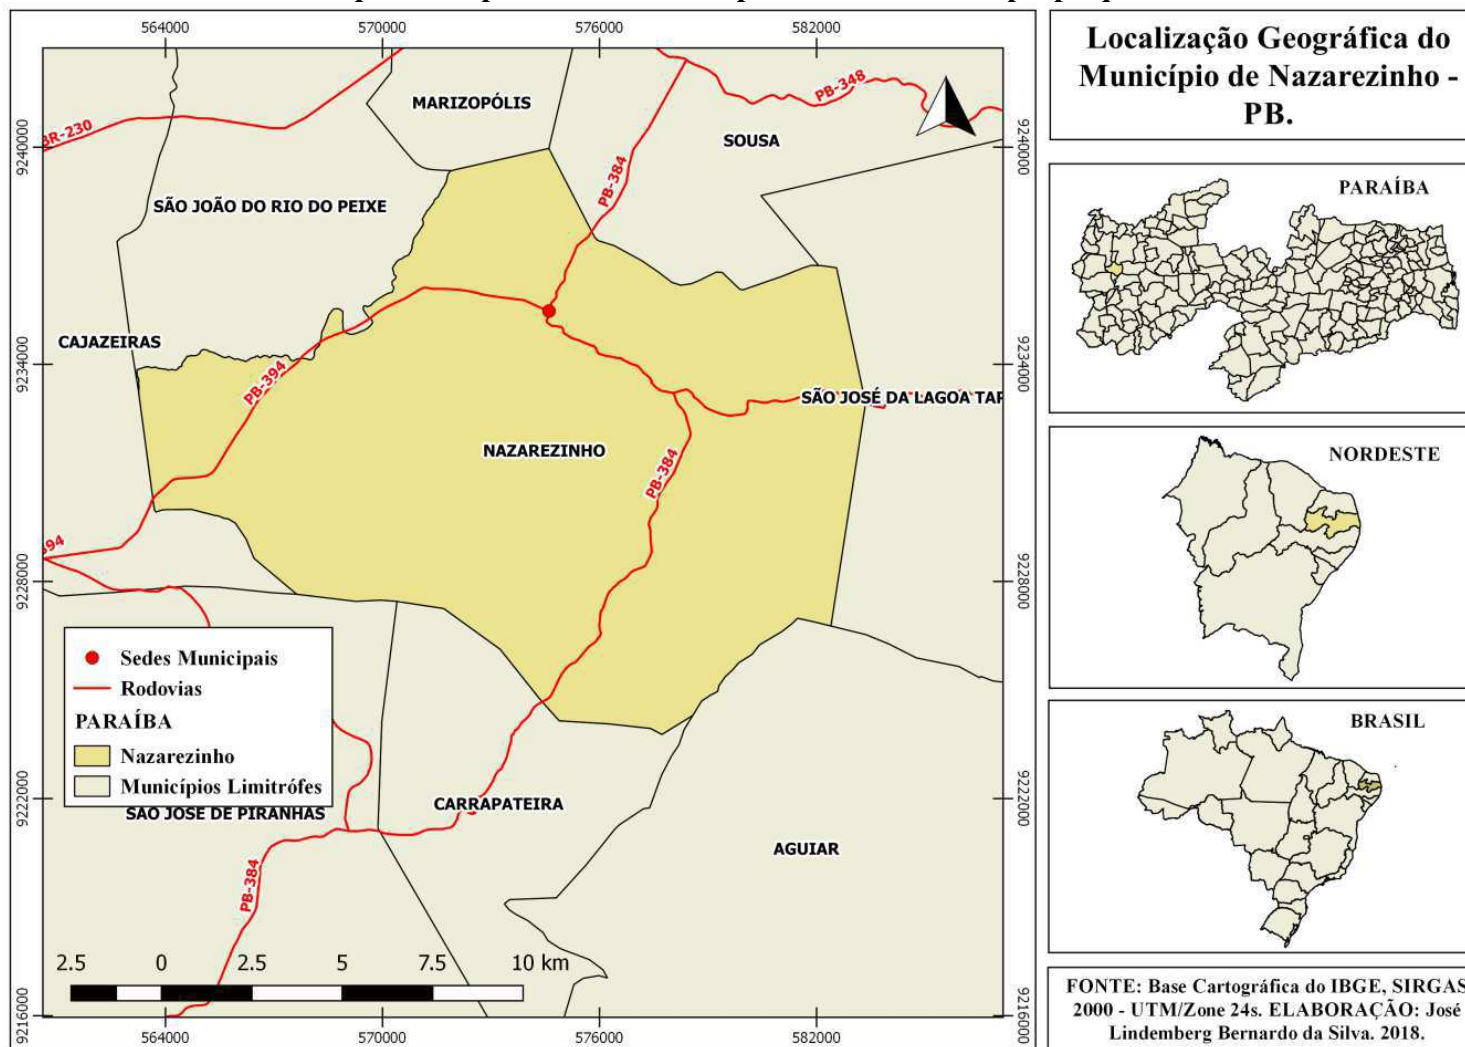 564000
570000
576000
582000
9240000
9234000
9228000
9222000
9216000
MARIZOPÓLIS
SOUSA
PB-348
BR-230
PB-384
SÃO JOÃO DO RIO DO PEIXE
CAJAZEIRAS
PB-394
SÃO JOSÉ DA LAGOA TAP
NAZAREZINHO
PB-384
394
Sedes Municipais
Rodovias
PARAÍBA
Nazarezinho
Municípios Limitrófes
SAO JOSE DE PIRANHAS
CARRAPATEIRA
AGUIAR
PB-384
2.5 0 2.5 5 7.5 10 km
9240000
9234000
9228000
9222000
9216000
564000
570000
576000
582000
Localização Geográfica do
Município de Nazarezinho -
PB.
PARAÍBA
NORDESTE
BRASIL
FONTE: Base Cartográfica do IBGE, SIRGAS
2000 - UTM/Zone 24s. ELABORAÇÃO: José
Lindemberg Bernardo da Silva. 2018.